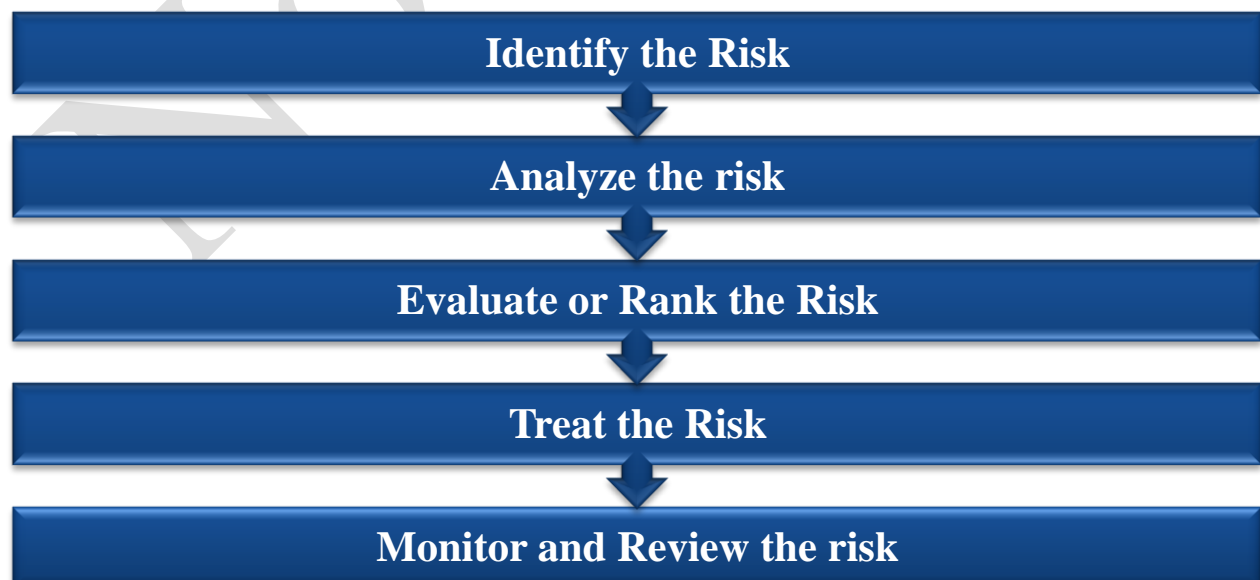 Identify the Risk
Analyze the risk
Evaluate or Rank the Risk
Treat the Risk
Monitor and Review the risk